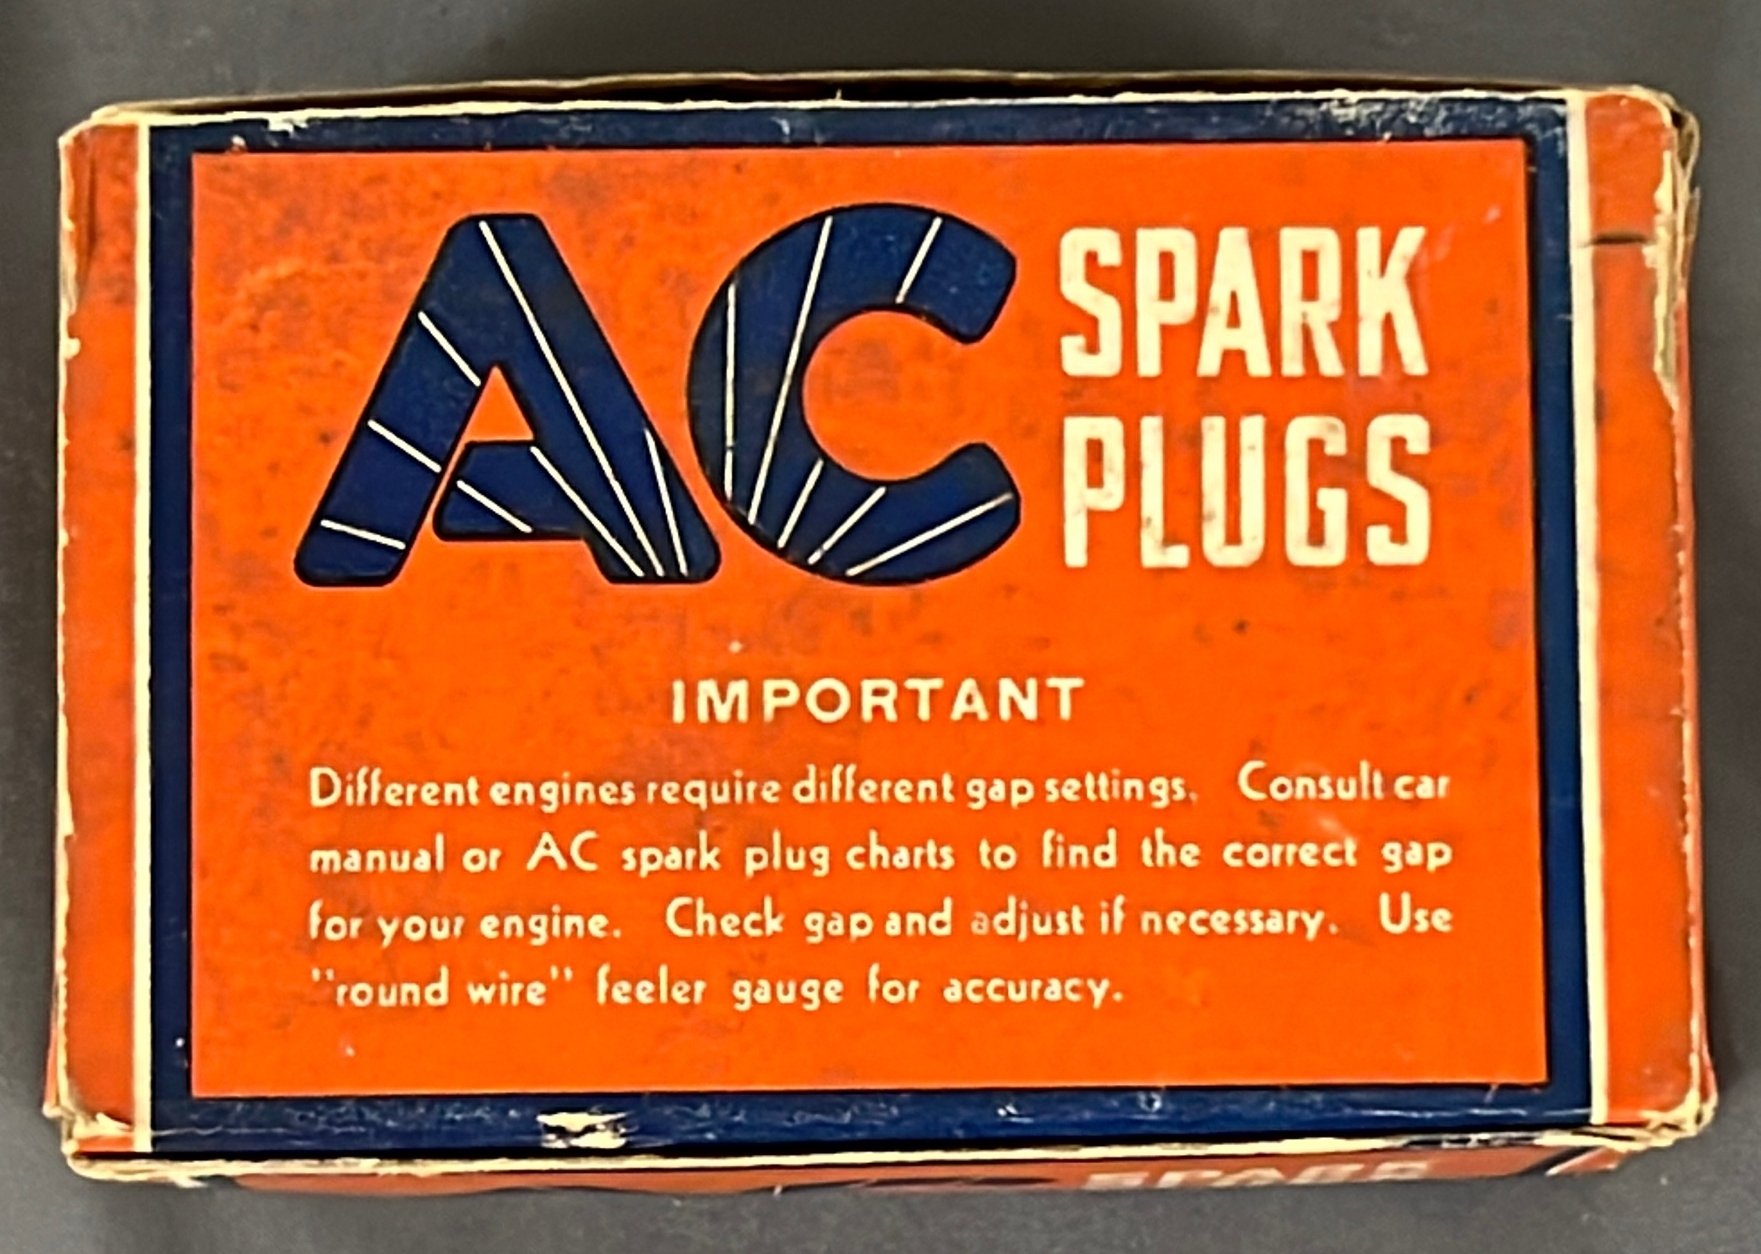 AC
SPARK
PLUGS
IMPORTANT
Different engines require different gap settings. Consult car
manual or AC spark plug charts to find the correct gap
for your engine. Check gap and adjust if necessary. Use
"round wire" feeler gauge for accuracy.